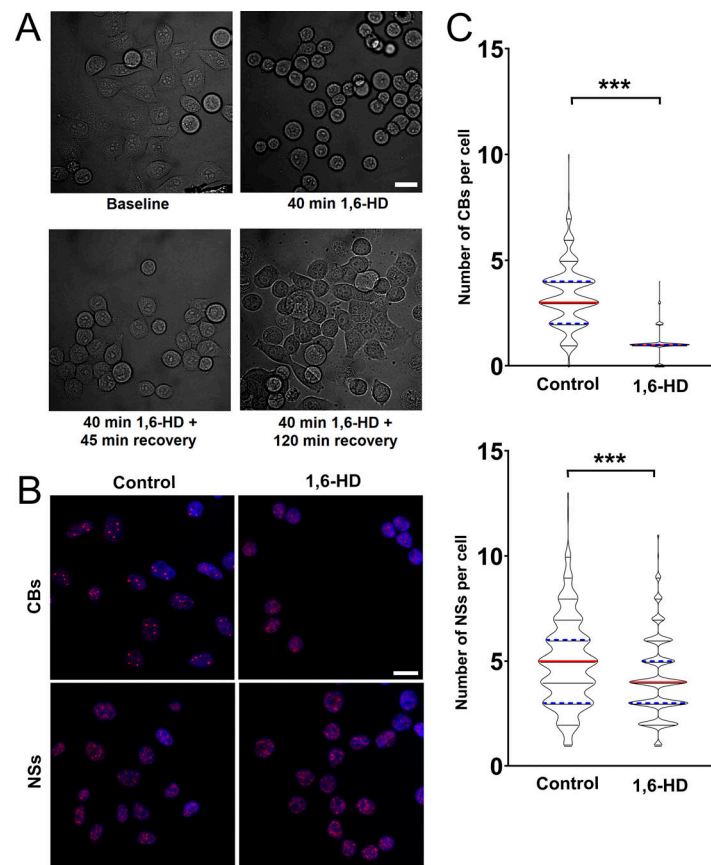 A
Baseline
40 min 1,6-HD
40 min 1,6-HD +
45 min recovery
40 min 1,6-HD +
120 min recovery
B
Control
1,6-HD
CBs
NSs
C
15
10
5
0
Number of CBs per cell
***
Control
1,6-HD
15
10
5
0
Number of NSs per cell
***
Control
1,6-HD